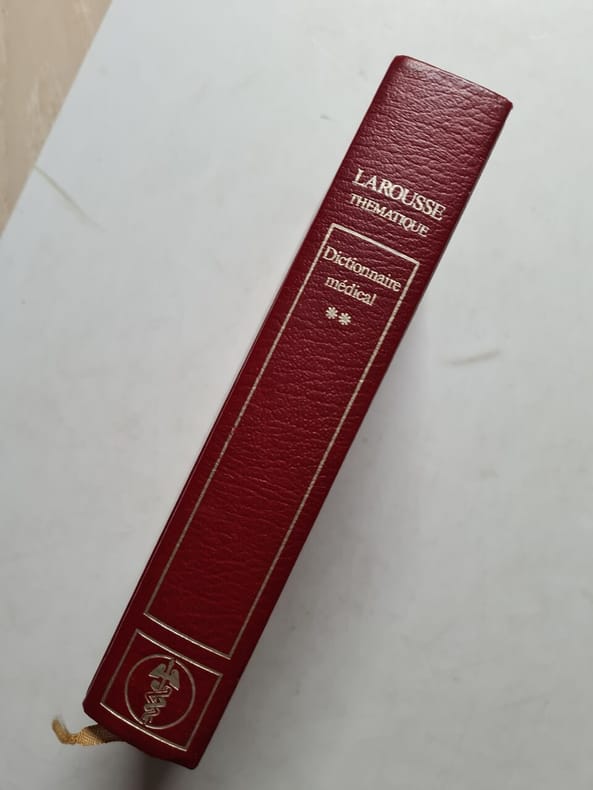 LAROUSSE
THÉMATIQUE
Dictionnaire
médical
**